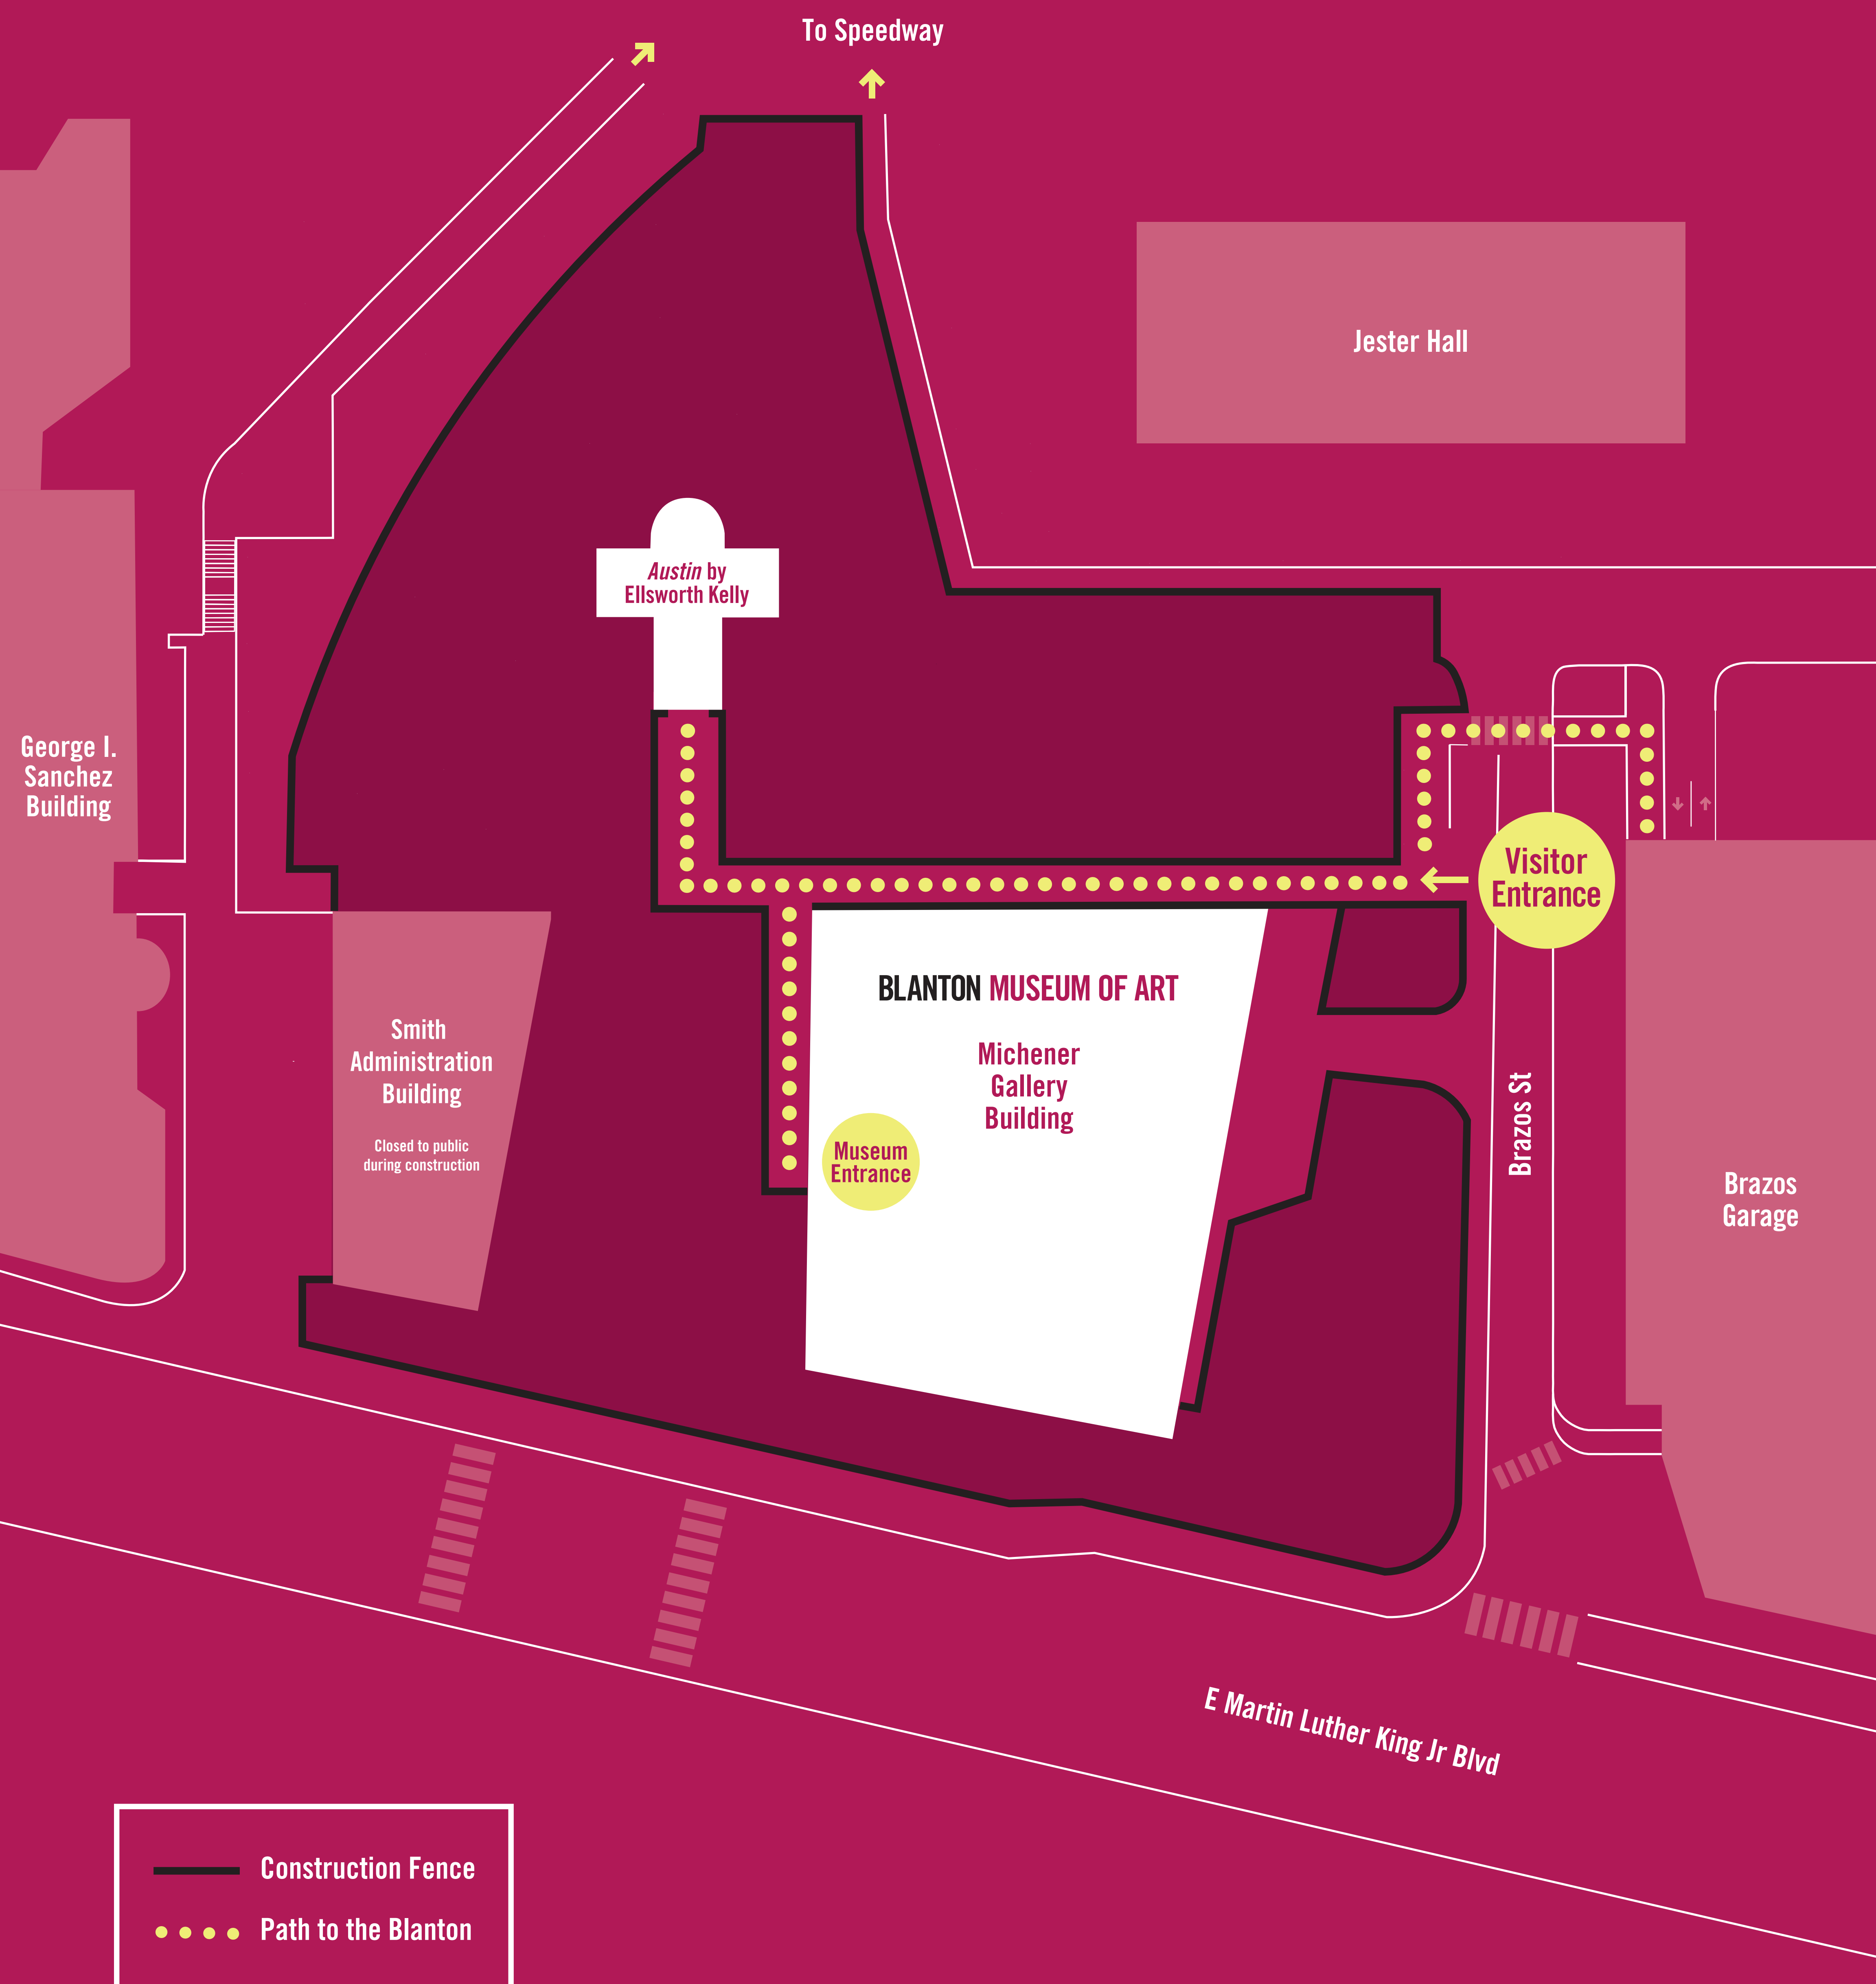 To Speedway
Jester Hall
Austin by
Ellsworth Kelly
George I.
Sanchez
Building
Visitor
Entrance
BLANTON MUSEUM OF ART
Michener
Gallery
Building
Smith
Administration
Building
Closed to public
during construction
Museum
Entrance
Brazos St
Brazos
Garage
E Martin Luther King Jr Blvd
Construction Fence
Path to the Blanton